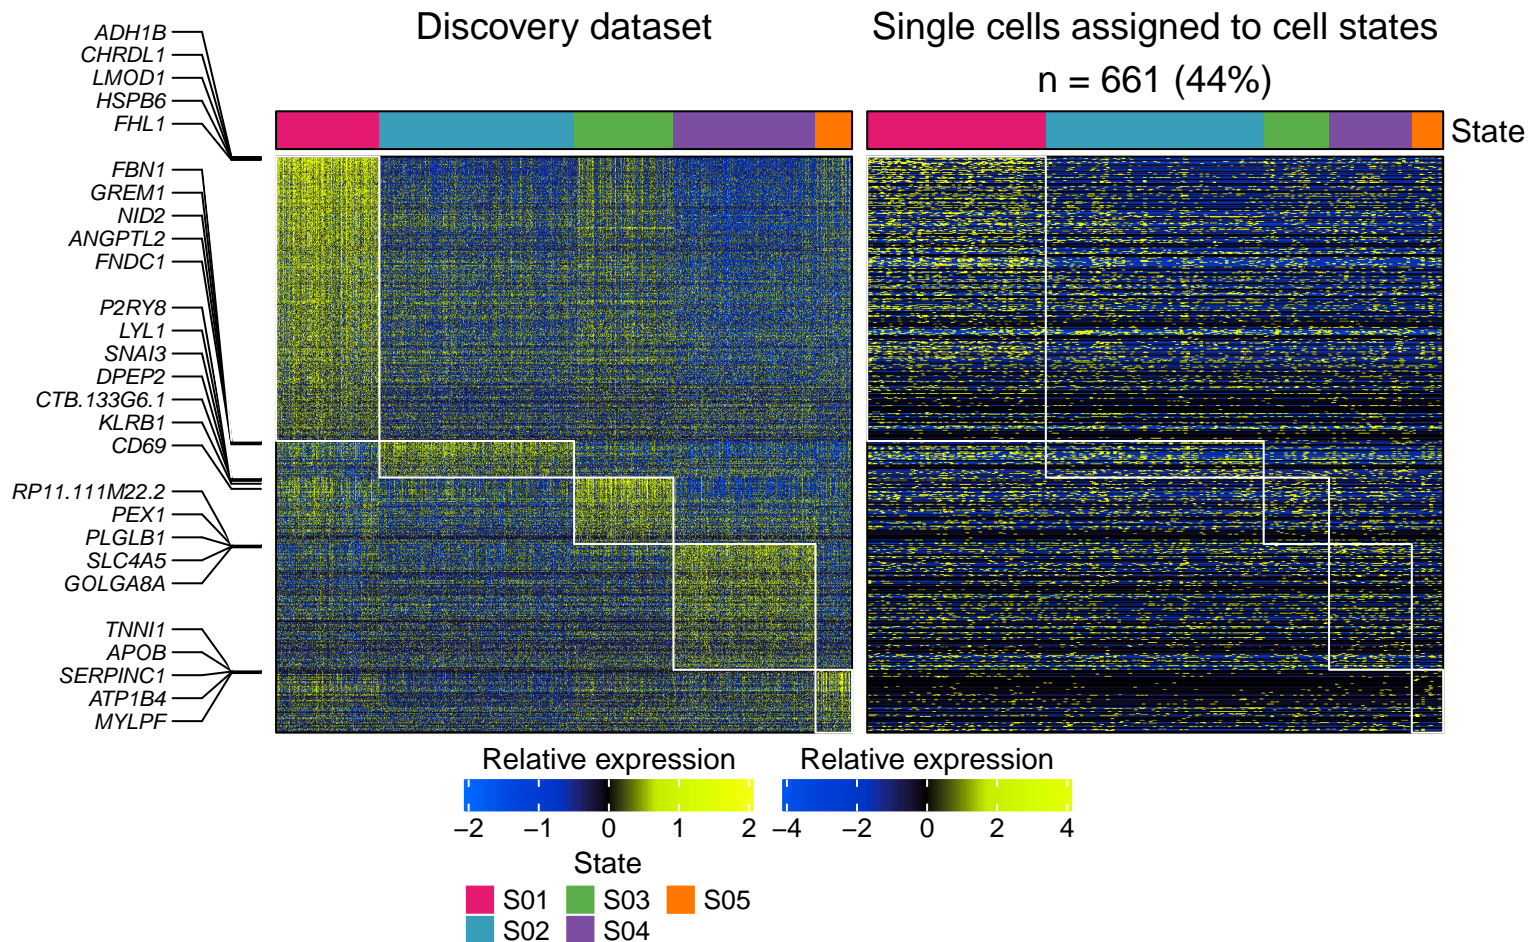 Discovery dataset
Single cells assigned to cell states
n = 661 (44%)
State
ADH1B
CHRDL1
LMOD1
HSPB6
FHL1
FBN1
GREM1
NID2
ANGPTL2
FNDC1
P2RY8
LYL1
SNAI3
DPEP2
CTB.133G6.1
KLRB1
CD69
RP11.111M22.2
PEX1
PLGLB1
SLC4A5
GOLGA8A
TNNI1
APOB
SERPINC1
ATP1B4
MYLPF
Relative expression
−2 −1 0 1 2
Relative expression
−4 −2 0 2 4
State
S01 S03 S05
S02 S04